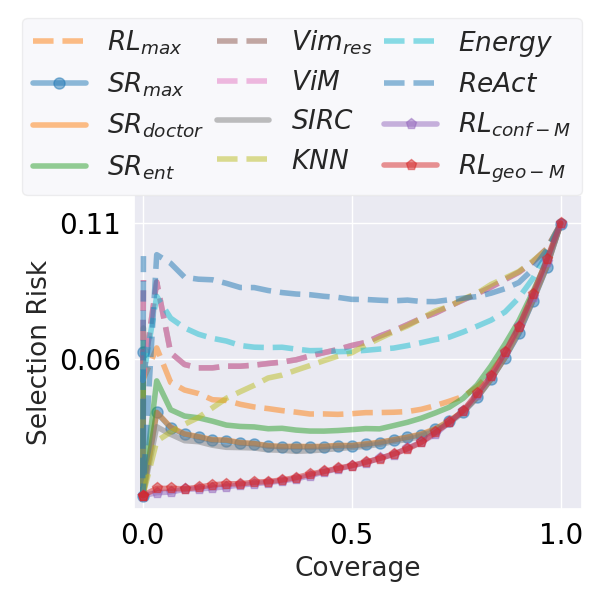 RL_max Vim_res Energy
SR_max ViM ReAct
SR_doctor SIRC RL_conf-M
SR_ent KNN RL_geo-M
0.11
0.06
Selection Risk
0.0 0.5 1.0
Coverage